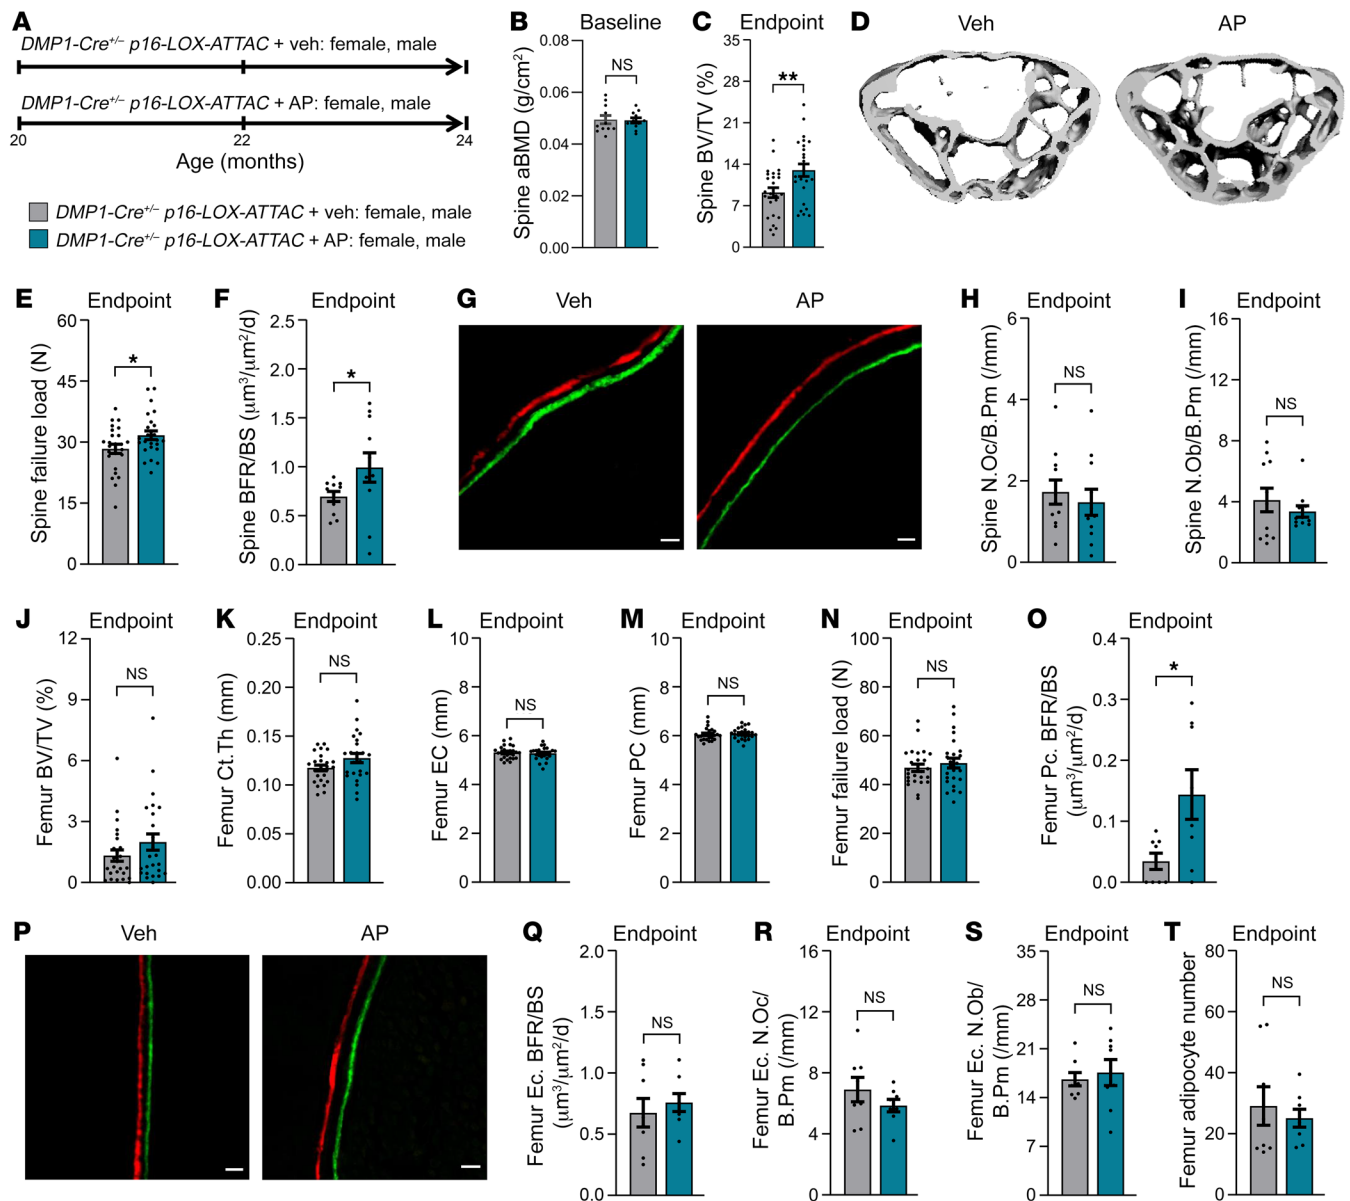 A
DMP1-Cre+/– p16-LOX-ATTAC + veh: female, male
DMP1-Cre+/– p16-LOX-ATTAC + AP: female, male
20 22 24
Age (months)
DMP1-Cre+/– p16-LOX-ATTAC + veh: female, male
DMP1-Cre+/– p16-LOX-ATTAC + AP: female, male
B Baseline
Spine aBMD (g/cm2)
0.08
0.06
0.04
0.02
0.00
NS
C Endpoint
Spine BV/TV (%)
35
28
21
14
7
0
**
D Veh AP
E Endpoint
Spine failure load (N)
60
45
30
15
0
*
F Endpoint
Spine BFR/BS (μm3/μm2/d)
2.5
2.0
1.5
1.0
0.5
0.0
*
G Veh AP
H Endpoint
Spine N.Oc/B.Pm (/mm)
6
4
2
0
NS
I Endpoint
Spine N.Ob/B.Pm (/mm)
16
12
8
4
0
NS
J Endpoint
Femur BV/TV (%)
12
9
6
3
0
NS
K Endpoint
Femur Ct.Th (mm)
0.25
0.20
0.15
0.10
0.05
0.00
NS
L Endpoint
Femur EC (mm)
10
8
6
4
2
0
NS
M Endpoint
Femur PC (mm)
10
8
6
4
2
0
NS
N Endpoint
Femur failure load (N)
100
80
60
40
20
0
NS
O Endpoint
Femur Pc. BFR/BS
(μm3/μm2/d)
0.4
0.3
0.2
0.1
0.0
*
P Veh AP
Q Endpoint
Femur Ec. BFR/BS
(μm3/μm2/d)
2.0
1.5
1.0
0.5
0.0
NS
R Endpoint
Femur Ec. N.Oc/
B.Pm (/mm)
16
12
8
4
0
NS
S Endpoint
Femur Ec. N.Ob/
B.Pm (/mm)
35
28
21
14
7
0
NS
T Endpoint
Femur adipocyte number
80
60
40
20
0
NS